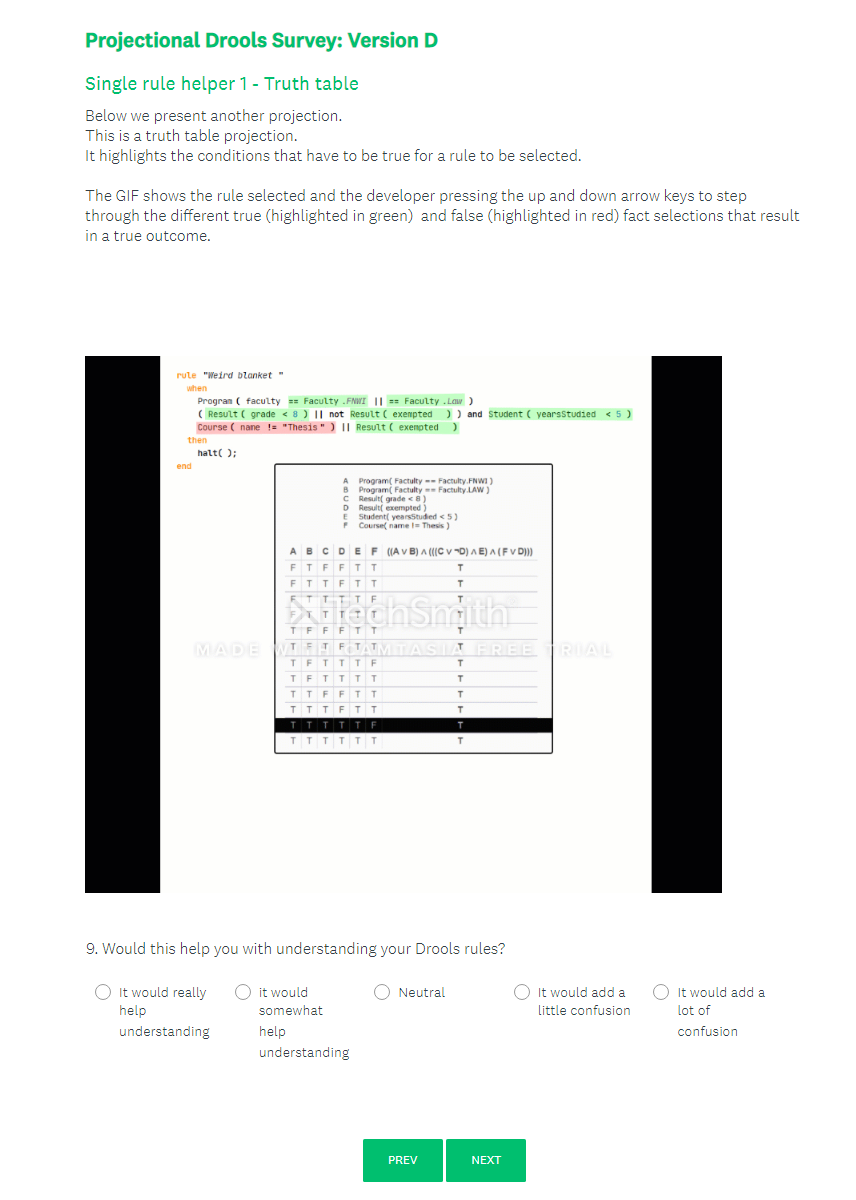 Projectional Drools Survey: Version D
Single rule helper 1 - Truth table
Below we present another projection.
This is a truth table projection.
It highlights the conditions that have to be true for a rule to be selected.
The GIF shows the rule selected and the developer pressing the up and down arrow keys to step
through the different true (highlighted in green) and false (highlighted in red) fact selections that result
in a true outcome.
rule "Weird blanket "
when
Program ( faculty == Faculty .FNWI || == Faculty .Law )
( Result ( grade < 8 ) || not Result ( exempted ) ) and Student ( yearsStudied < 5 )
Course ( name != "Thesis" ) || Result ( exempted )
then
halt( );
end
A Program( Factulty == Factulty.FNWI )
B Program( Factulty == Factulty.LAW )
C Result( grade < 8 )
D Result( exempted )
E Student( yearsStudied < 5 )
F Course( name != Thesis )
A B C D E F ((A ∨ B) ∧ (((C ∨ ¬D) ∧ E) ∧ ( F ∨ D)))
F T F F T T T
F T T F T T T
F T T T T F T
F T T T T T T
T F F F T T T
T F T F T T T
T F T T T F T
T F T T T T T
T T F F T T T
T T T F T T T
T T T T T F T
T T T T T T T
TechSmith
MADE WITH CAMTASIA FREE TRIAL
9. Would this help you with understanding your Drools rules?
It would really
help
understanding
it would
somewhat
help
understanding
Neutral
It would add a
little confusion
It would add a
lot of
confusion
PREV NEXT